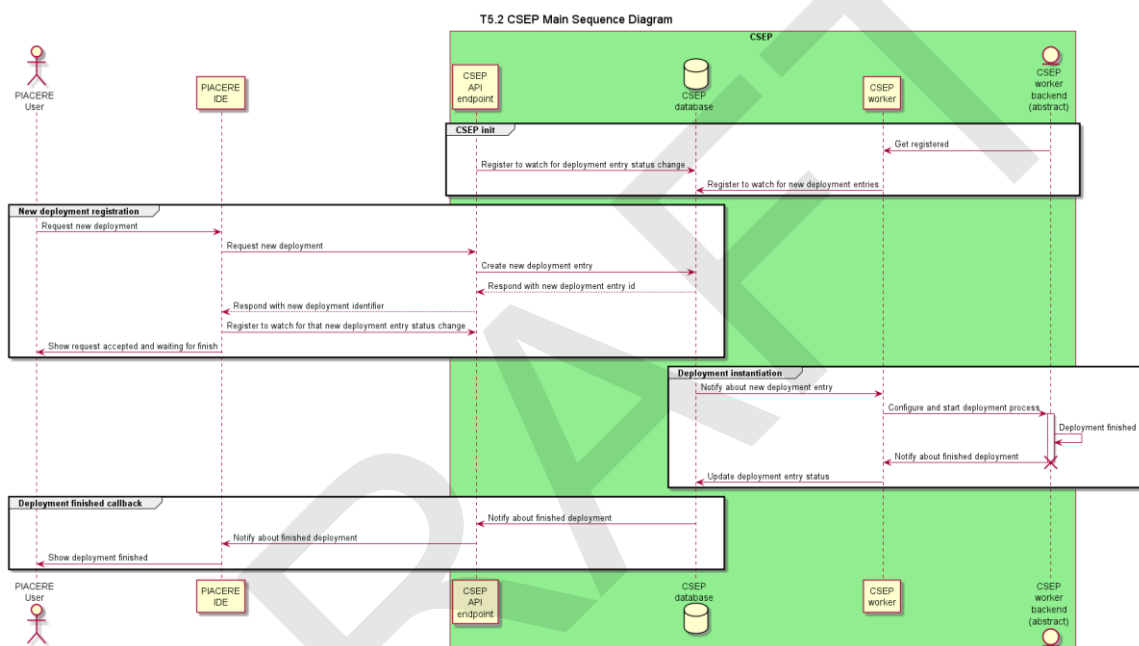 T5.2 CSEP Main Sequence Diagram
CSEP
PIACERE
User
PIACERE
IDE
CSEP
API
endpoint
CSEP
database
CSEP
worker
CSEP
worker
backend
(abstract)
CSEP init
Get registered
Register to watch for deployment entry status change
Register to watch for new deployment entries
New deployment registration
Request new deployment
Request new deployment
Create new deployment entry
Respond with new deployment entry id
Respond with new deployment identifier
Register to watch for that new deployment entry status change
Show request accepted and waiting for finish
Deployment instantiation
Notify about new deployment entry
Configure and start deployment process
Deployment finished
Notify about finished deployment
Update deployment entry status
Deployment finished callback
Notify about finished deployment
Notify about finished deployment
Show deployment finished
PIACERE
User
PIACERE
IDE
CSEP
API
endpoint
CSEP
database
CSEP
worker
CSEP
worker
backend
(abstract)
RAFT